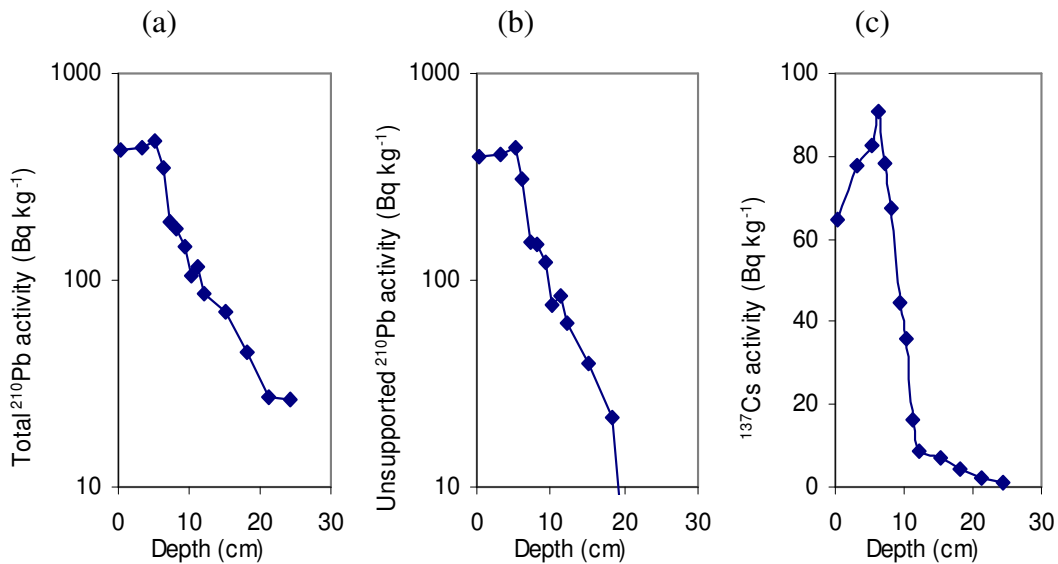 (a)
(b)
(c)
Total ²¹⁰Pb activity (Bq kg⁻¹)
1000
100
10
0
10
20
30
Depth (cm)
Unsupported ²¹⁰Pb activity (Bq kg⁻¹)
1000
100
10
0
10
20
30
Depth (cm)
¹³⁷Cs activity (Bq kg⁻¹)
100
80
60
40
20
0
0
10
20
30
Depth (cm)